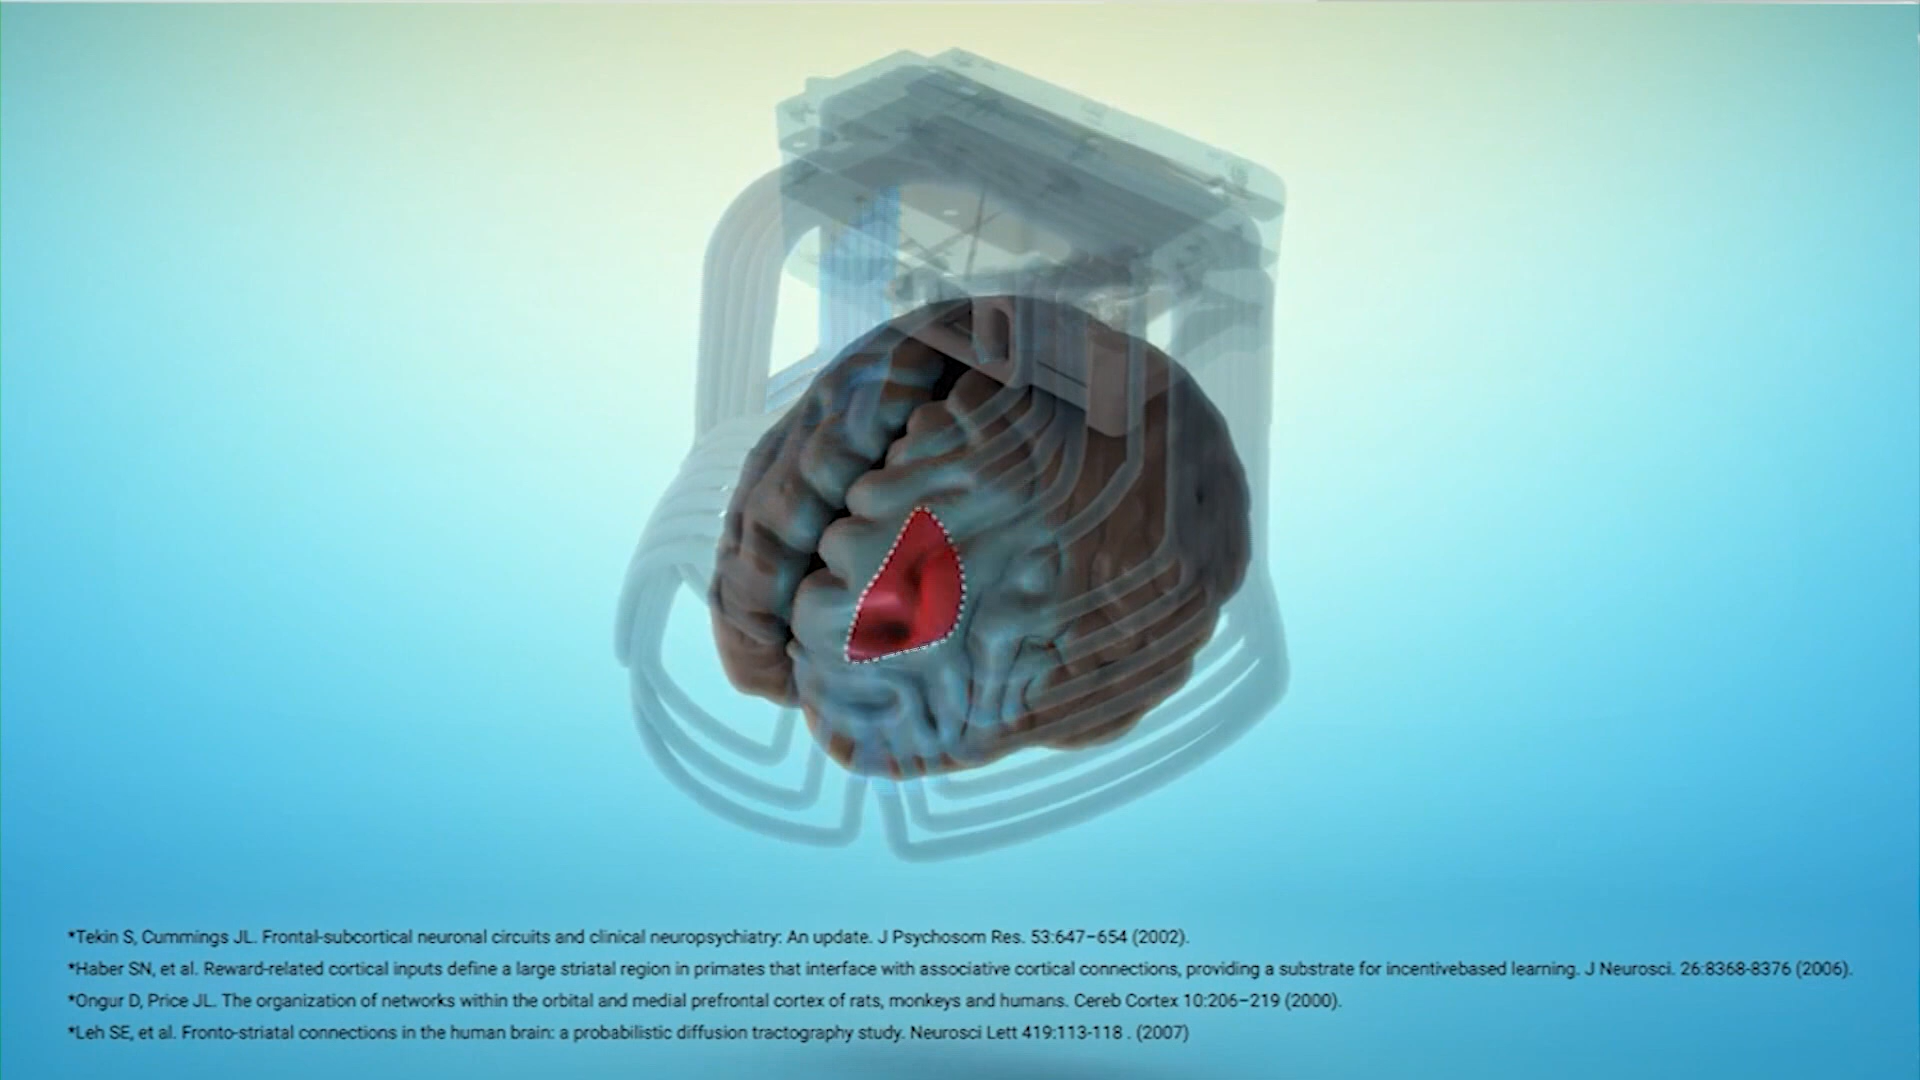 *Tekin S, Cummings JL. Frontal-subcortical neuronal circuits and clinical neuropsychiatry: An update. J Psychosom Res. 53:647–654 (2002).
*Haber SN, et al. Reward-related cortical inputs define a large striatal region in primates that interface with associative cortical connections, providing a substrate for incentivebased learning. J Neurosci. 26:8368-8376 (2006).
*Ongur D, Price JL. The organization of networks within the orbital and medial prefrontal cortex of rats, monkeys and humans. Cereb Cortex 10:206–219 (2000).
*Leh SE, et al. Fronto-striatal connections in the human brain: a probabilistic diffusion tractography study. Neurosci Lett 419:113-118 . (2007)